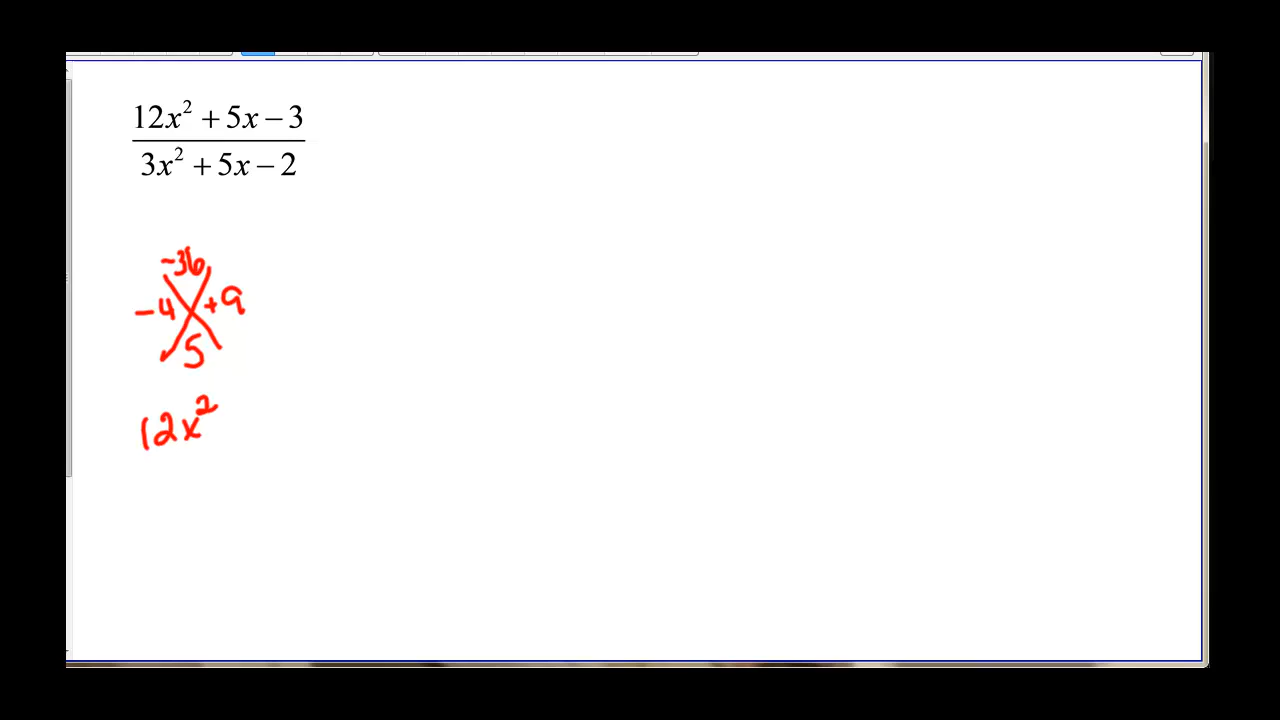 12x² + 5x − 3
3x² + 5x − 2
-36
-4 +9
5
12x²